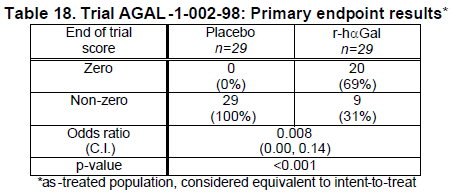 Table 18. Trial AGAL-1-002-98: Primary endpoint results*
End of trial score Placebo n=29 r-hαGal n=29
Zero 0 (0%) 20 (69%)
Non-zero 29 (100%) 9 (31%)
Odds ratio (C.I.) 0.008 (0.00, 0.14)
p-value <0.001
*as-treated population, considered equivalent to intent-to-treat